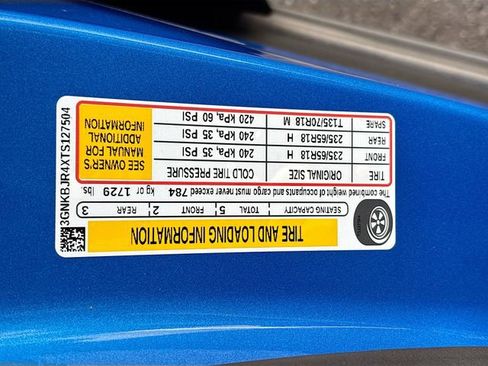 TIRE AND LOADING INFORMATION
SEATING CAPACITY TOTAL 5 FRONT 2 REAR 3
The combined weight of occupants and cargo must never exceed 784 kg or 1729 lbs.
TIRE ORIGINAL SIZE COLD TIRE PRESSURE
FRONT 235/65R18 H 240 kPa, 35 PSI
REAR 235/65R18 H 240 kPa, 35 PSI
SPARE T135/70R18 M 420 kPa, 60 PSI
SEE OWNER'S
MANUAL FOR
ADDITIONAL
INFORMATION
3GNKBJR4XTS127504